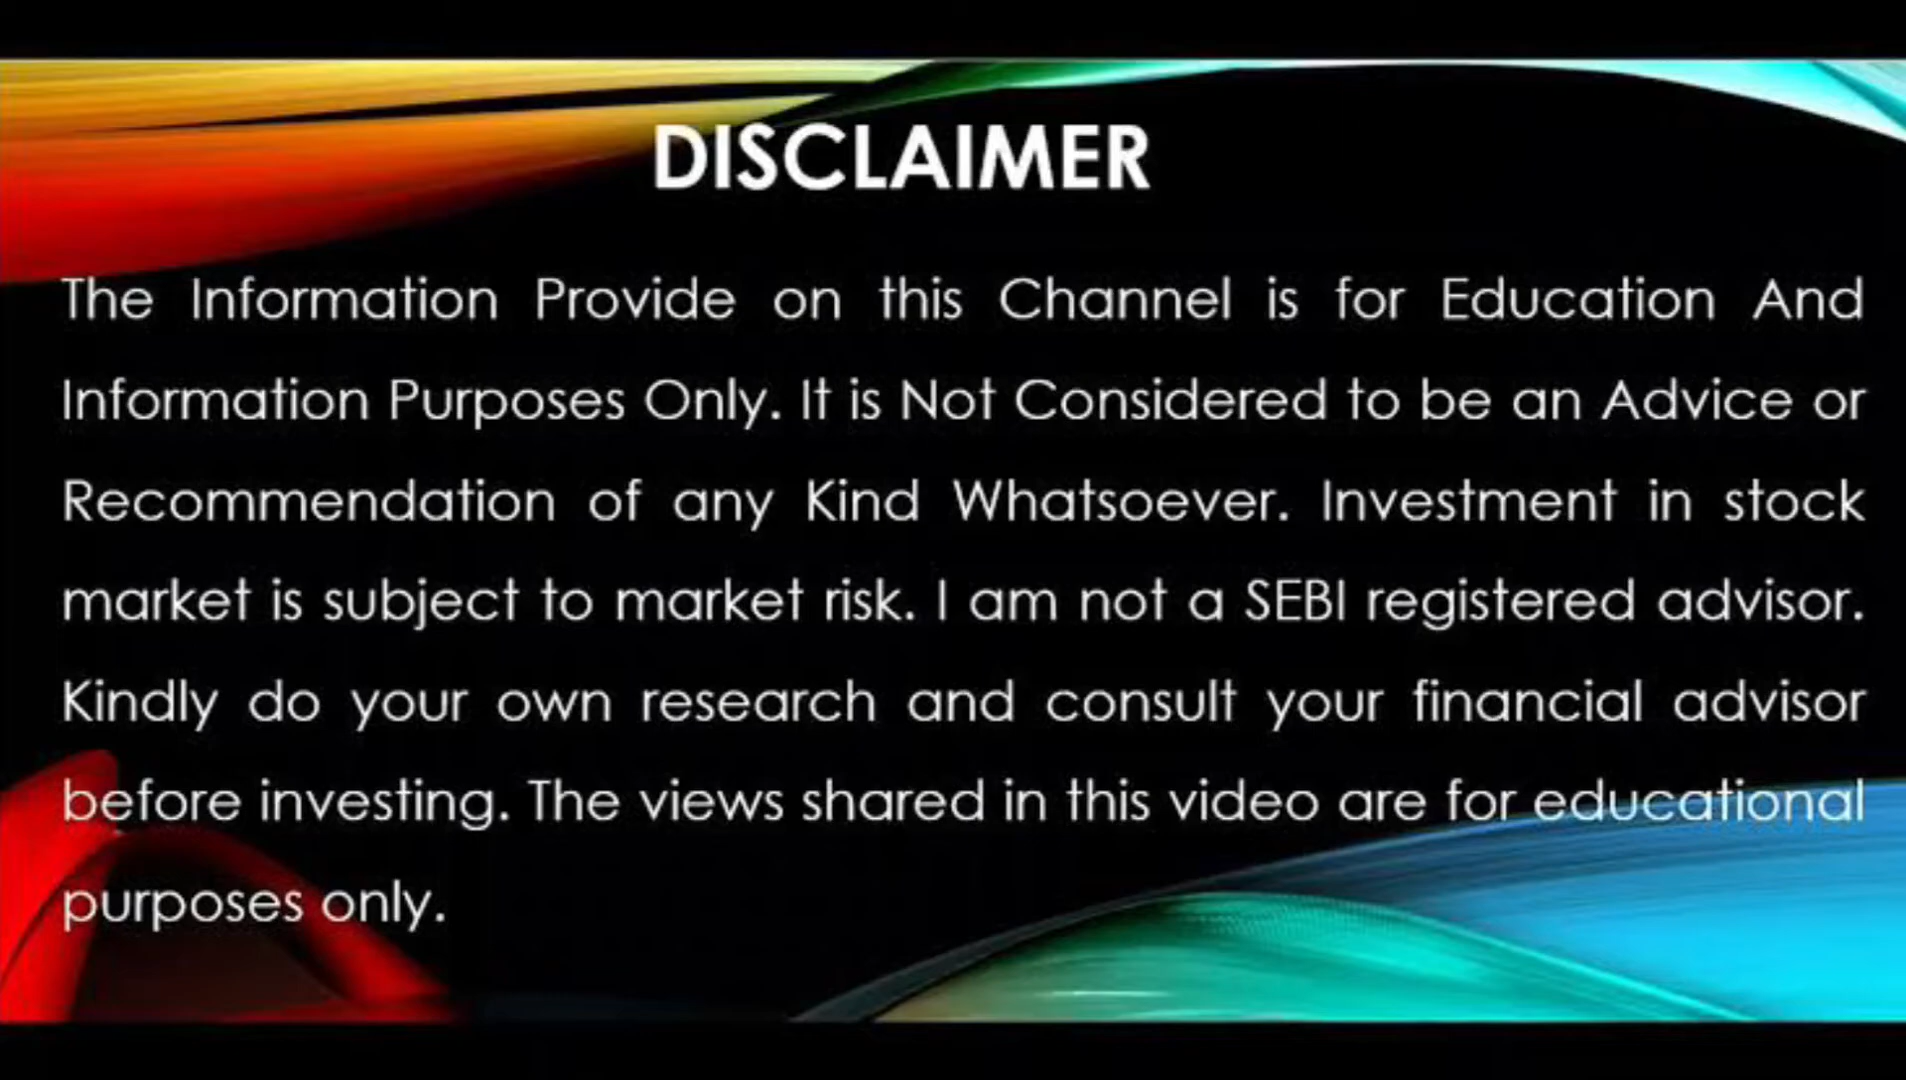 DISCLAIMER
The Information Provide on this Channel is for Education And
Information Purposes Only. It is Not Considered to be an Advice or
Recommendation of any Kind Whatsoever. Investment in stock
market is subject to market risk. I am not a SEBI registered advisor.
Kindly do your own research and consult your financial advisor
before investing. The views shared in this video are for educational
purposes only.